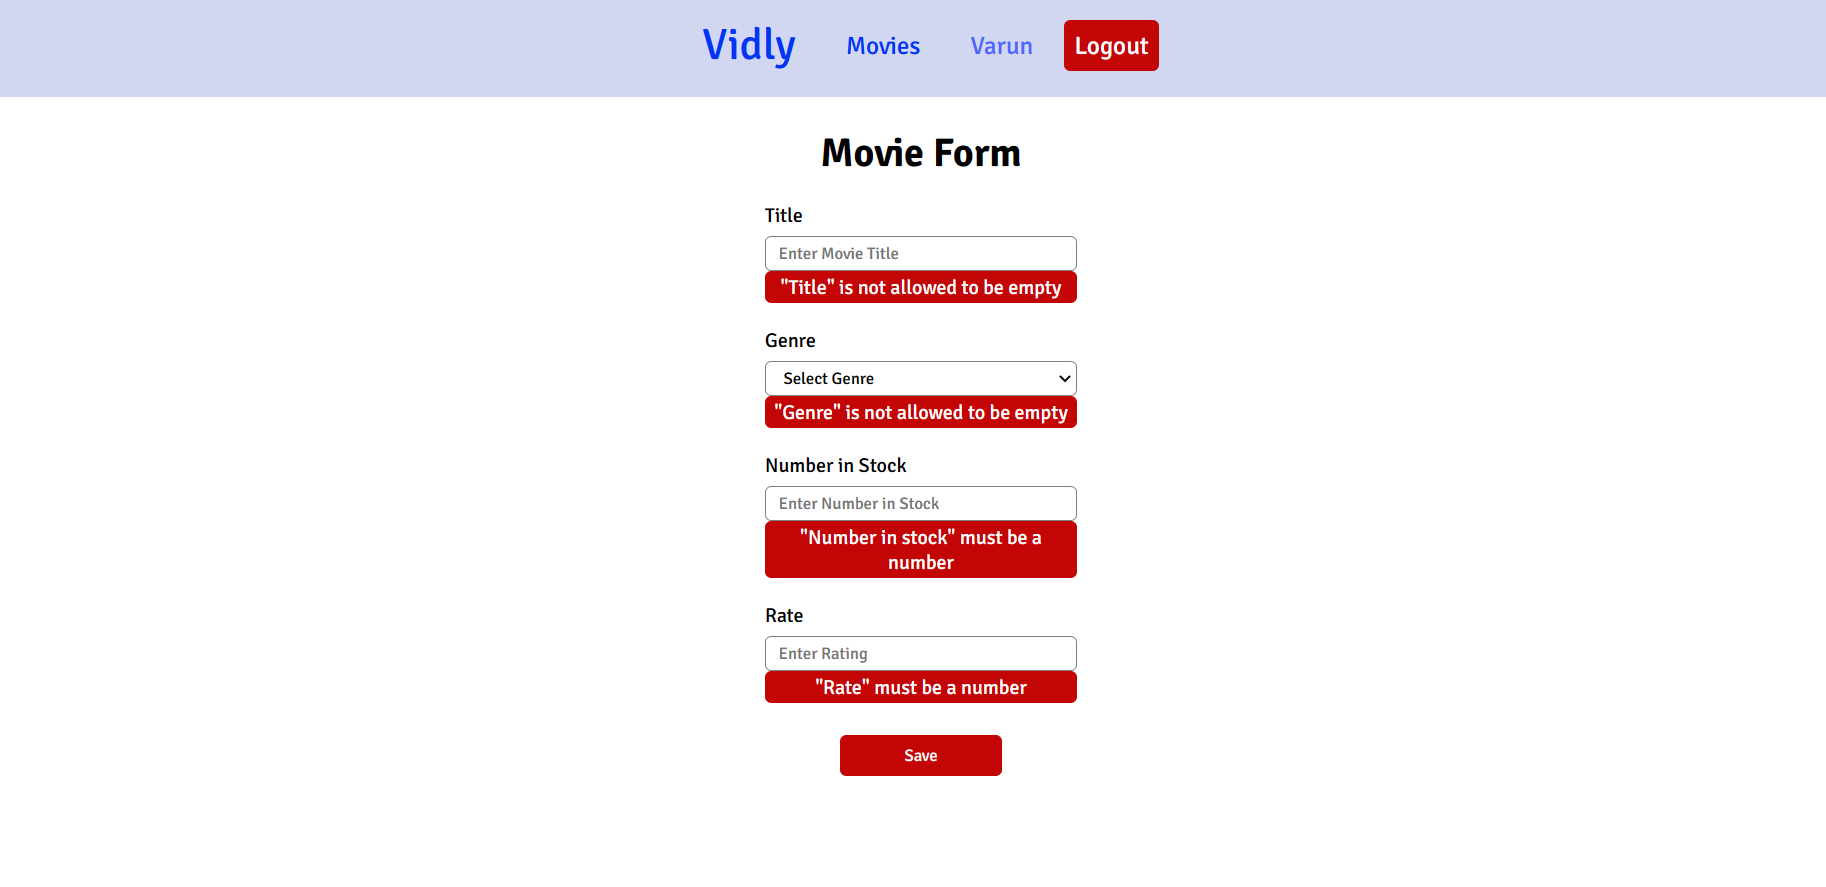 Vidly Movies Varun Logout
Movie Form
Title
Enter Movie Title
"Title" is not allowed to be empty
Genre
Select Genre
"Genre" is not allowed to be empty
Number in Stock
Enter Number in Stock
"Number in stock" must be a
number
Rate
Enter Rating
"Rate" must be a number
Save